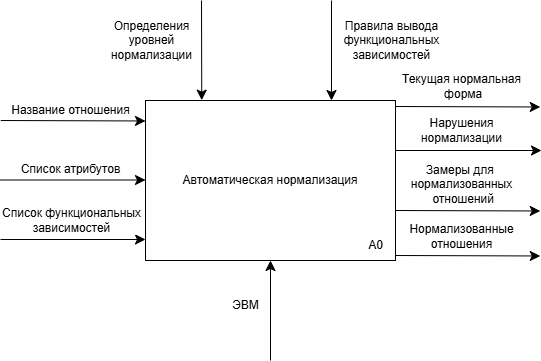 Определения
уровней
нормализации
Правила вывода
функциональных
зависимостей
Название отношения
Список атрибутов
Список функциональных
зависимостей
Автоматическая нормализация
A0
Текущая нормальная
форма
Нарушения
нормализации
Замеры для
нормализованных
отношений
Нормализованные
отношения
ЭВМ